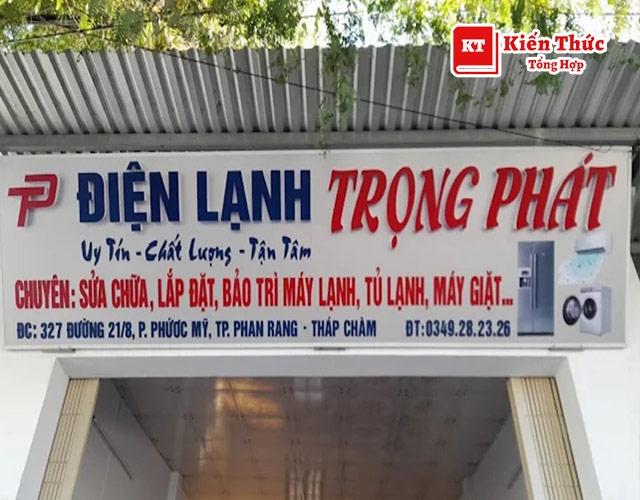 KT Kiến Thức
Tổng Hợp
TP ĐIỆN LẠNH TRỌNG PHÁT
Uy Tín - Chất Lượng - Tận Tâm
CHUYÊN: SỬA CHỮA, LẮP ĐẶT, BẢO TRÌ MÁY LẠNH, TỦ LẠNH, MÁY GIẶT...
ĐC: 327 ĐƯỜNG 21/8, P. PHƯỚC MỸ, TP. PHAN RANG - THÁP CHÀM ĐT:0349.28.23.26